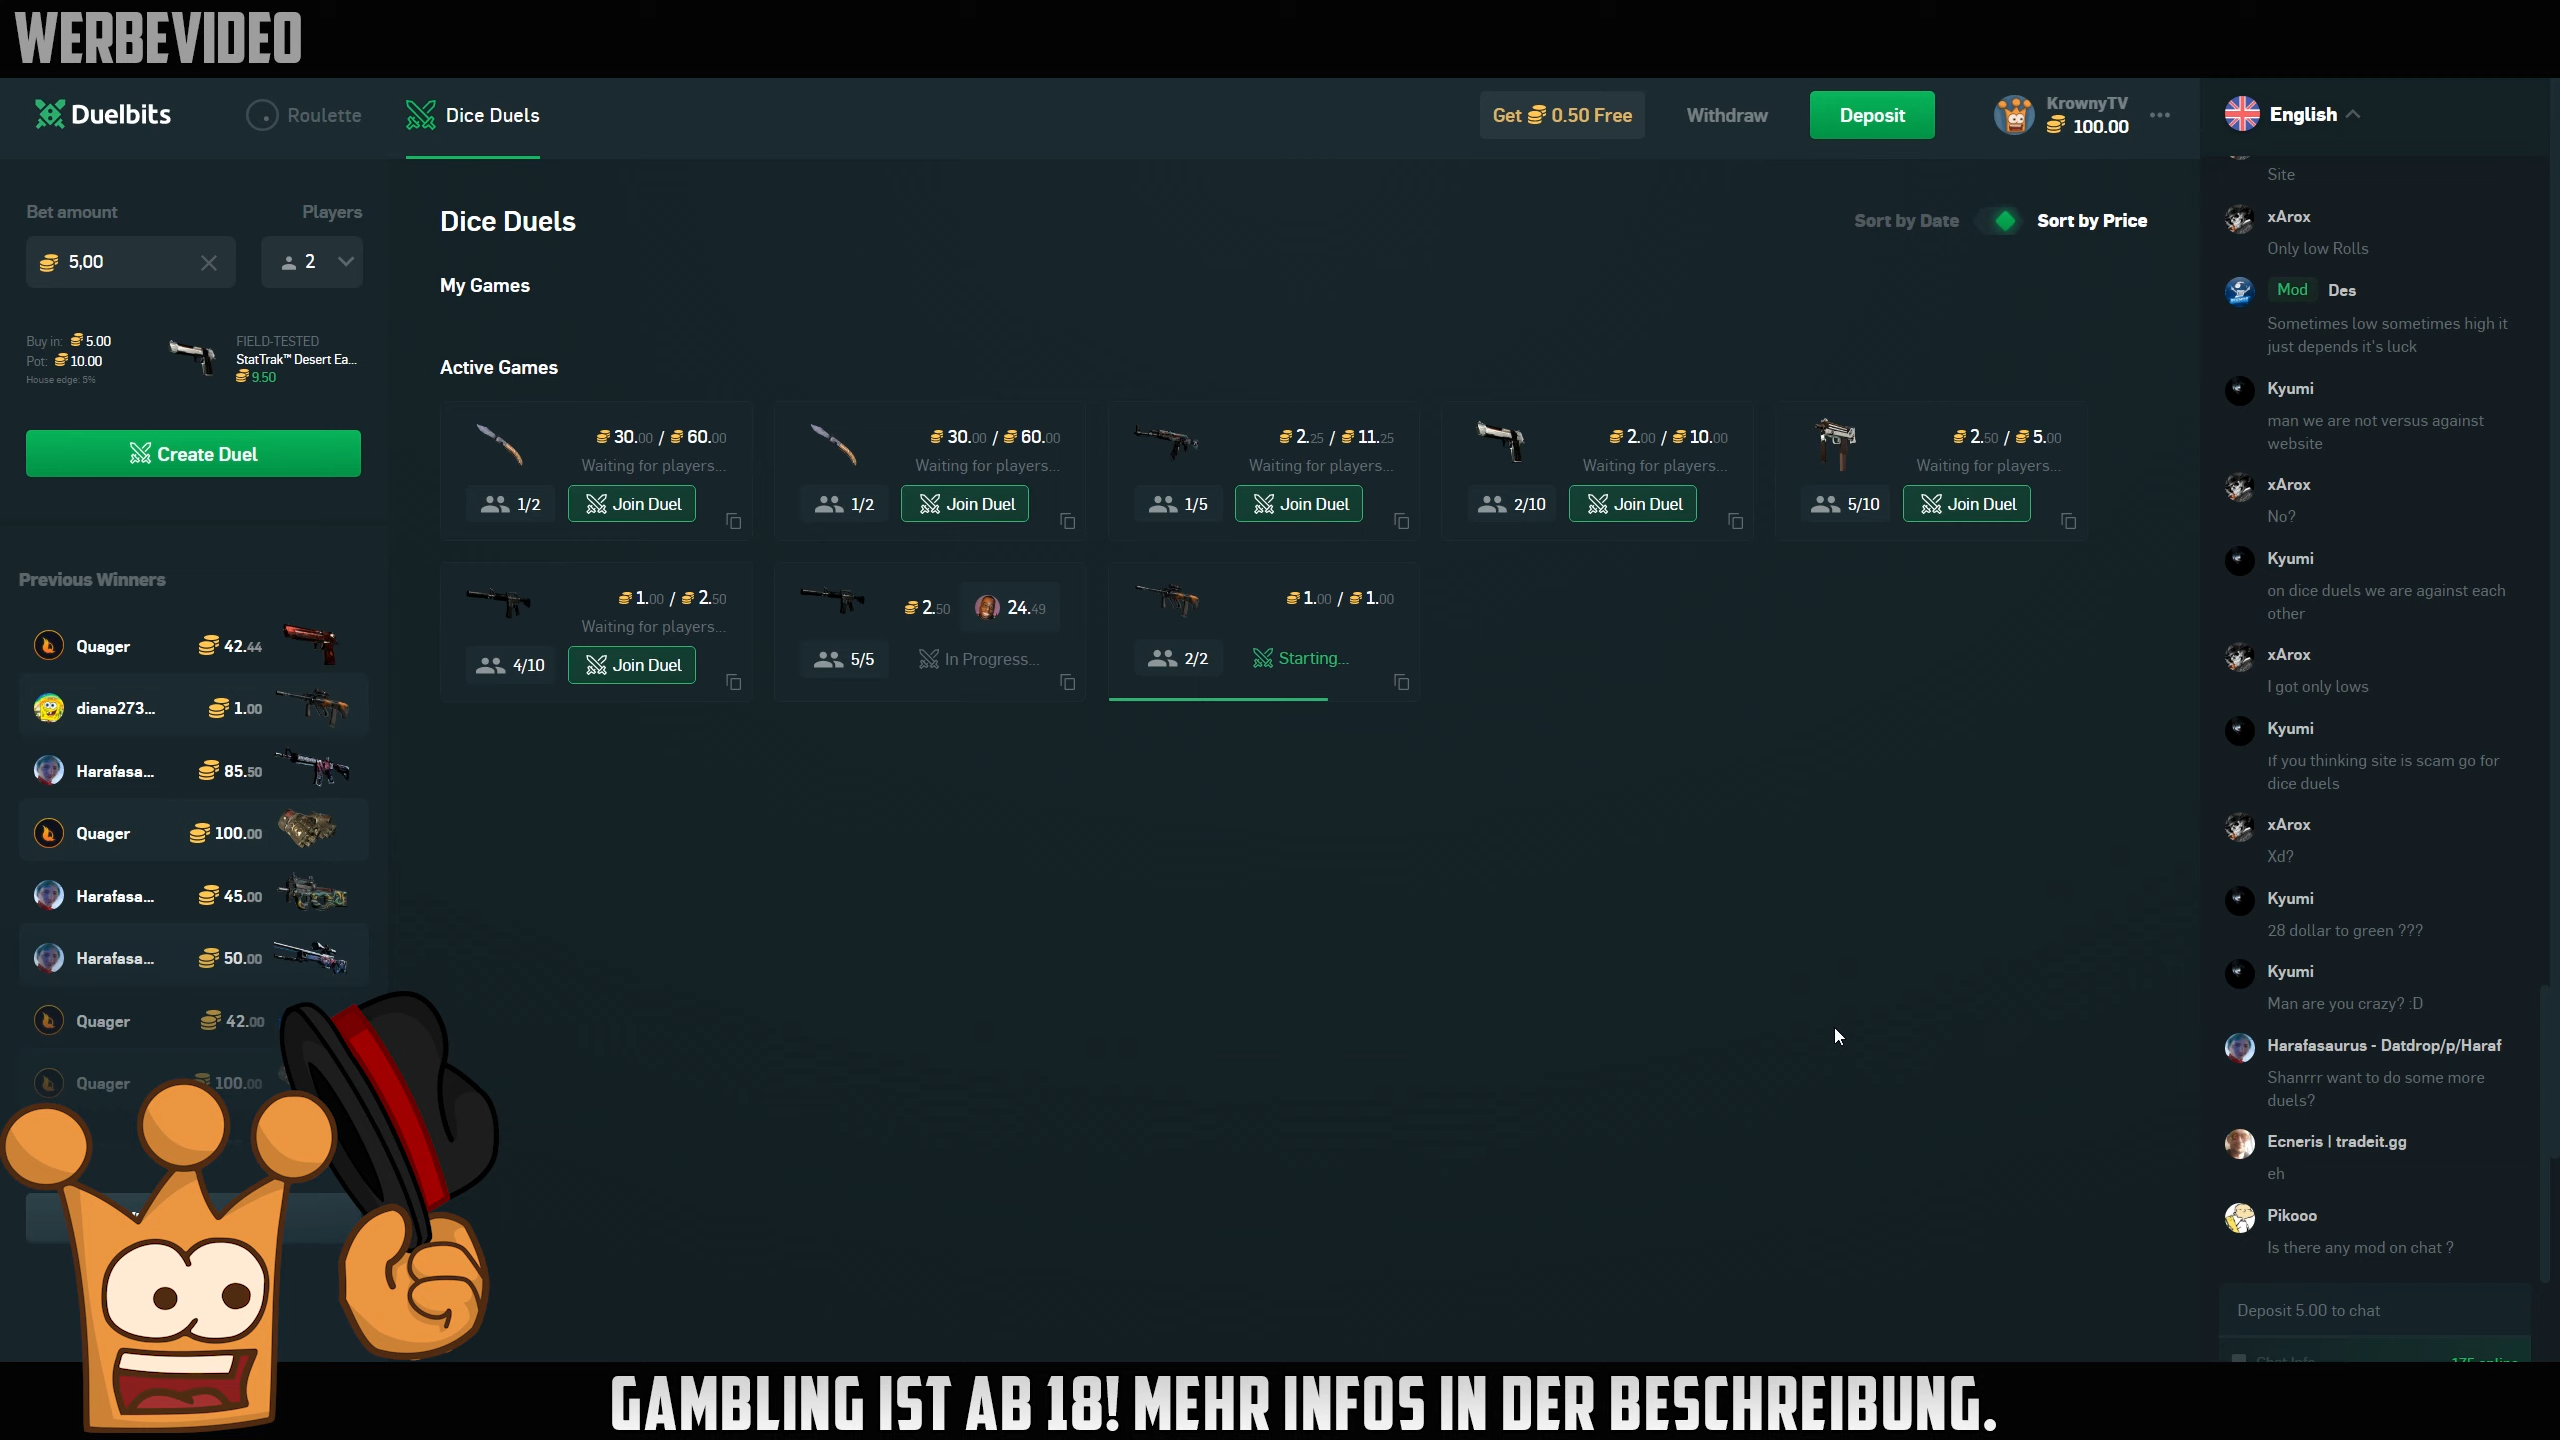 WERBEVIDEO
Duelbits
Roulette
Dice Duels
Get 0.50 Free
Withdraw
Deposit
KrownyTV
100.00
English
Bet amount
Players
5,00
2
Buy in: 5.00
Pot: 10.00
House edge: 5%
FIELD-TESTED
StatTrak™ Desert Ea...
9.50
Create Duel
Previous Winners
Quager 42.44
diana273... 1.00
Harafasa... 85.50
Quager 100.00
Harafasa... 45.00
Harafasa... 50.00
Quager 42.00
Quager 100.00
Dice Duels
Sort by Date
Sort by Price
My Games
Active Games
30.00 / 60.00
Waiting for players...
1/2
Join Duel
30.00 / 60.00
Waiting for players...
1/2
Join Duel
2.25 / 11.25
Waiting for players...
1/5
Join Duel
2.00 / 10.00
Waiting for players...
2/10
Join Duel
2.50 / 5.00
Waiting for players...
5/10
Join Duel
1.00 / 2.50
Waiting for players...
4/10
Join Duel
2.50 24.49
5/5
In Progress...
1.00 / 1.00
2/2
Starting...
Site
xArox
Only low Rolls
Mod Des
Sometimes low sometimes high it
just depends it's luck
Kyumi
man we are not versus against
website
xArox
No?
Kyumi
on dice duels we are against each
other
xArox
I got only lows
Kyumi
If you thinking site is scam go for
dice duels
xArox
Xd?
Kyumi
28 dollar to green ???
Kyumi
Man are you crazy? :D
Harafasaurus - Datdrop/p/Haraf
Shanrrr want to do some more
duels?
Ecneris | tradeit.gg
eh
Pikooo
Is there any mod on chat ?
Deposit 5.00 to chat
GAMBLING IST AB 18! MEHR INFOS IN DER BESCHREIBUNG.